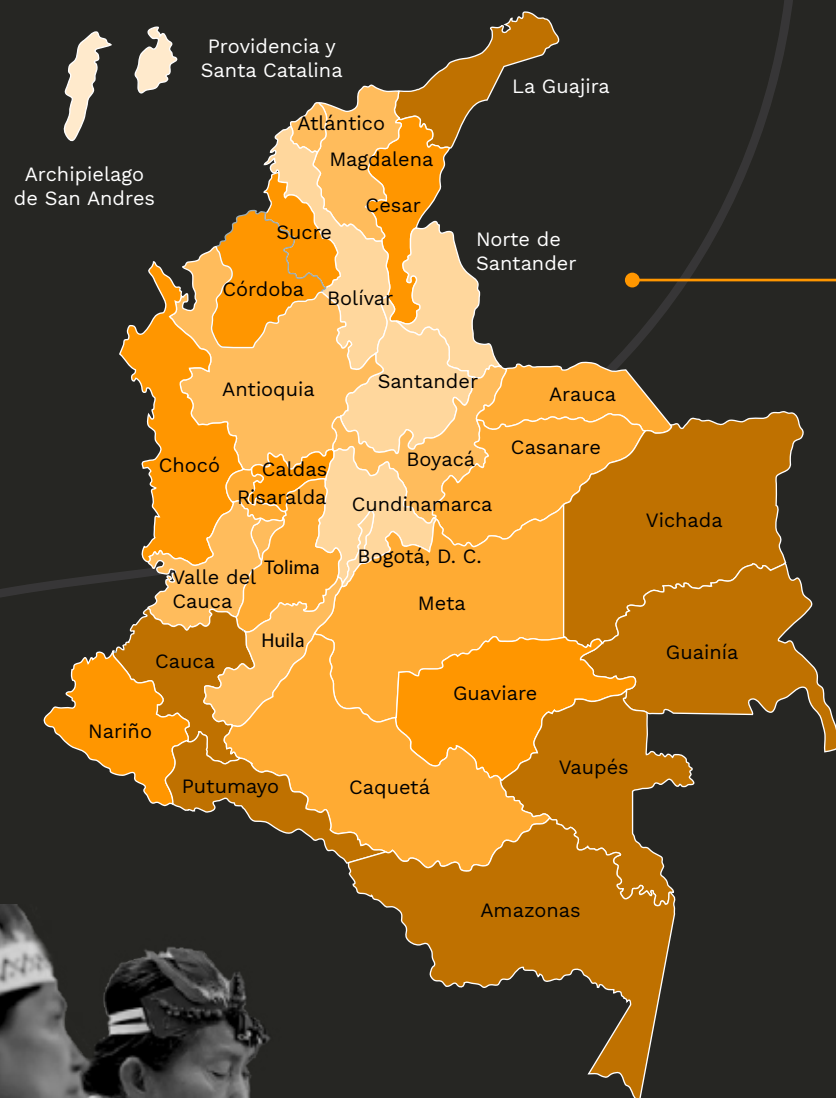 Providencia y
Santa Catalina
La Guajira
Atlántico
Magdalena
Archipielago
de San Andres
Cesar
Sucre
Norte de
Santander
Córdoba
Bolívar
Santander
Antioquia
Arauca
Casanare
Boyacá
Chocó
Caldas
Risaralda
Cundinamarca
Vichada
Bogotá, D. C.
Tolima
Valle del
Cauca
Meta
Huila
Guainía
Cauca
Guaviare
Nariño
Vaupés
Putumayo
Caquetá
Amazonas